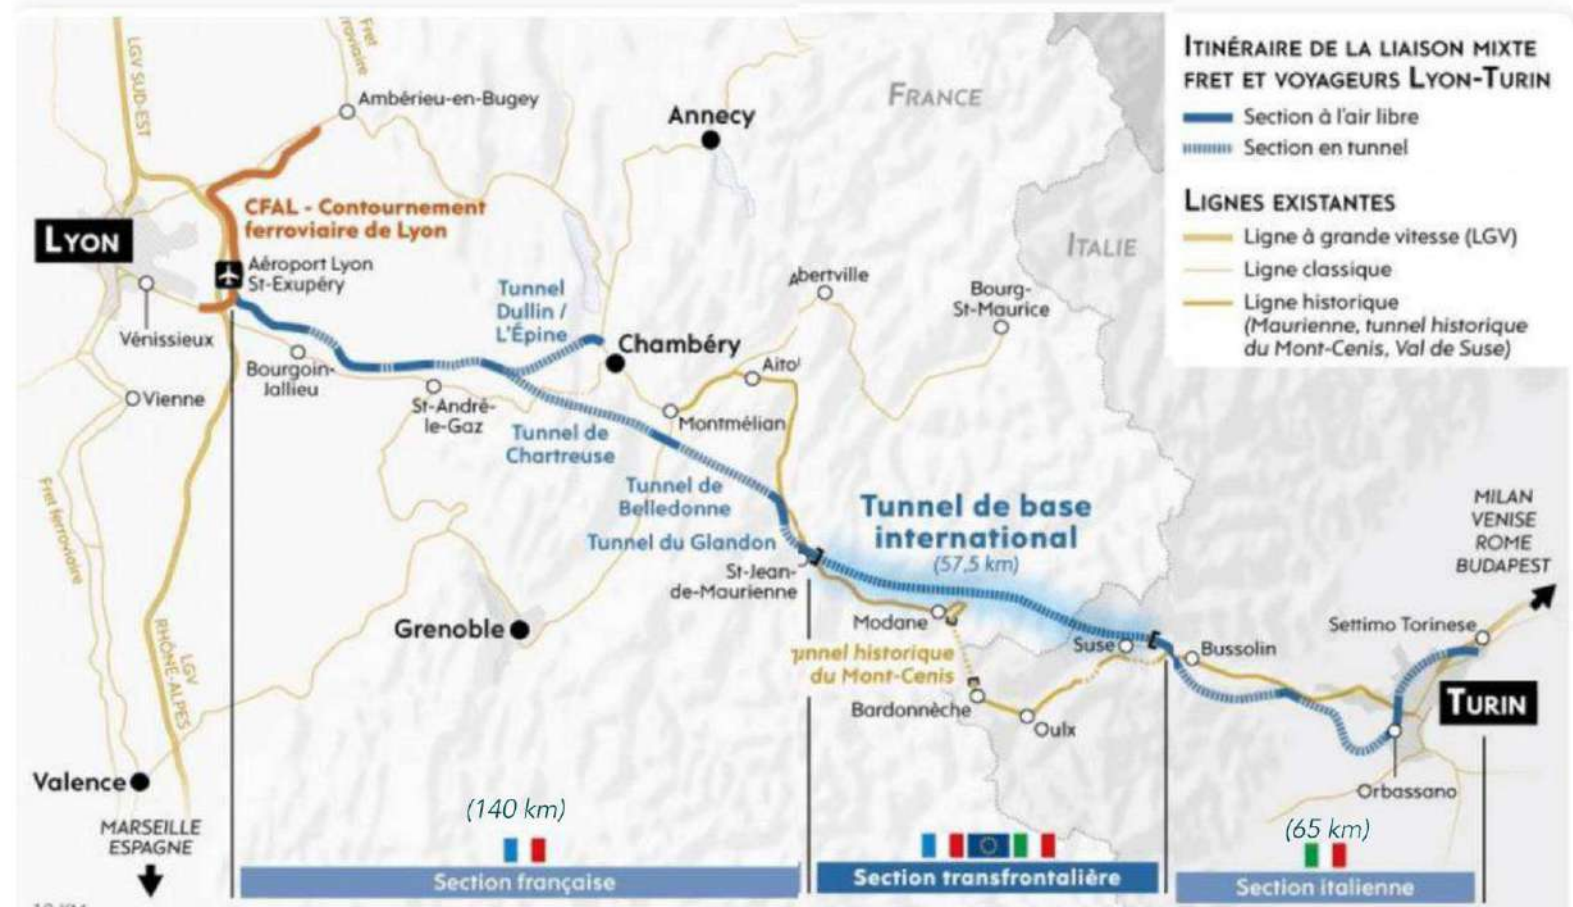 ITINÉRAIRE DE LA LIAISON MIXTE
FRET ET VOYAGEURS LYON-TURIN
Section à l'air libre
Section en tunnel
LIGNES EXISTANTES
Ligne à grande vitesse (LGV)
Ligne classique
Ligne historique
(Maurienne, tunnel historique
du Mont-Cenis, Val de Suse)
LGV SUD-EST
Fret
Ambérieu-en-Bugey
Annecy
FRANCE
ITALIE
LYON
CFAL - Contournement
ferroviaire de Lyon
Aéroport Lyon
St-Exupéry
Vénissieux
Tunnel
Dullin /
L'Épine
Abertville
Bourg-
St-Maurice
Chambéry
Aito
Bourgoin-
Jallieu
Vienne
St-André-
le-Gaz
Montmélian
Tunnel de
Chartreuse
Tunnel de
Belledonne
Tunnel du Glandon
St-Jean-
de-Maurienne
Tunnel de base
international
(57,5 km)
MILAN
VENISE
ROME
BUDAPEST
Fret ferroviaire
LGV
RHÔNE-ALPES
Grenoble
Modane
Suse
Bussolin
Settimo Torinese
historique
du Mont-Cenis
Bardonnèche
Oulx
TURIN
Orbassano
Valence
MARSEILLE
ESPAGNE
(140 km)
(65 km)
Section française
Section transfrontalière
Section italienne